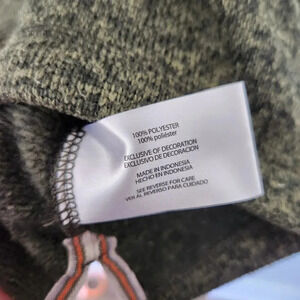 100% POLYESTER
100% poliéster
EXCLUSIVE OF DECORATION
EXCLUSIVO DE DECORACIÓN
MADE IN INDONESIA
HECHO EN INDONESIA
SEE REVERSE FOR CARE
VER AL REVERSO PARA CUIDADO